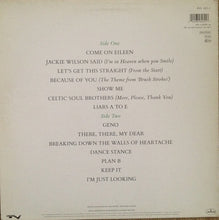 Side One
COME ON EILEEN
JACKIE WILSON SAID (I'm in Heaven when you Smile)
LET'S GET THIS STRAIGHT (From the Start)
BECAUSE OF YOU (The Theme from 'Brush Strokes')
SHOW ME
CELTIC SOUL BROTHERS (More, Please, Thank You)
LIARS A TO E
Side Two
GENO
THERE, THERE, MY DEAR
BREAKING DOWN THE WALLS OF HEARTACHE
DANCE STANCE
PLAN B
KEEP IT
I'M JUST LOOKING